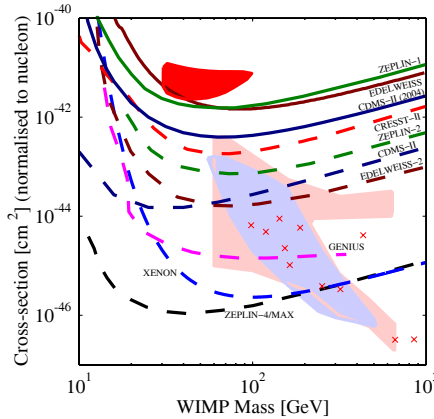 10^-40
ZEPLIN-1
EDELWEISS
CDMS-II (2004)
10^-42
CRESST-II
ZEPLIN-2
CDMS-II
EDELWEISS-2
10^-44
GENIUS
XENON
10^-46
ZEPLIN-4/MAX
10^1
10^2
10^3
WIMP Mass [GeV]
Cross-section [cm^2] (normalised to nucleon)